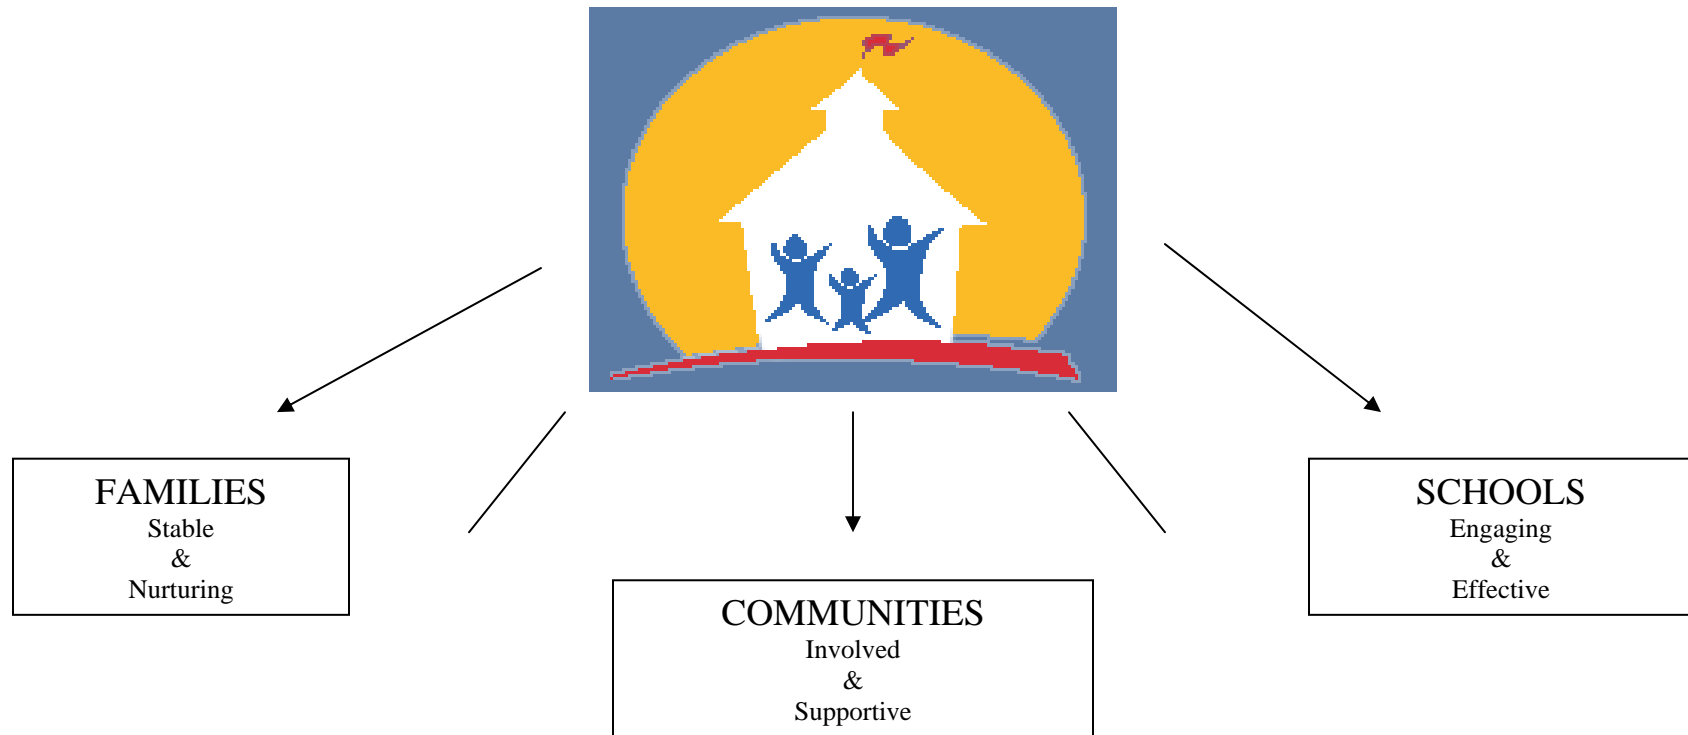 FAMILIES
Stable
&
Nurturing
COMMUNITIES
Involved
&
Supportive
SCHOOLS
Engaging
&
Effective